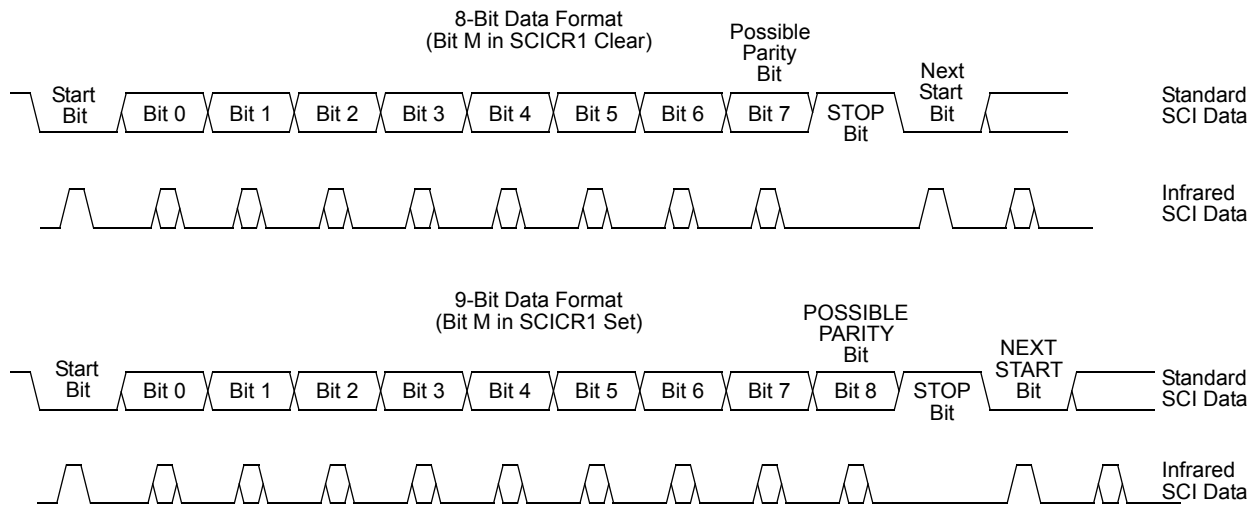 8-Bit Data Format
(Bit M in SCICR1 Clear)
Possible
Parity
Bit
Start
Bit
Bit 0
Bit 1
Bit 2
Bit 3
Bit 4
Bit 5
Bit 6
Bit 7
STOP
Bit
Next
Start
Bit
Standard
SCI Data
Infrared
SCI Data
9-Bit Data Format
(Bit M in SCICR1 Set)
POSSIBLE
PARITY
Bit
Start
Bit
Bit 0
Bit 1
Bit 2
Bit 3
Bit 4
Bit 5
Bit 6
Bit 7
Bit 8
STOP
Bit
NEXT
START
Bit
Standard
SCI Data
Infrared
SCI Data